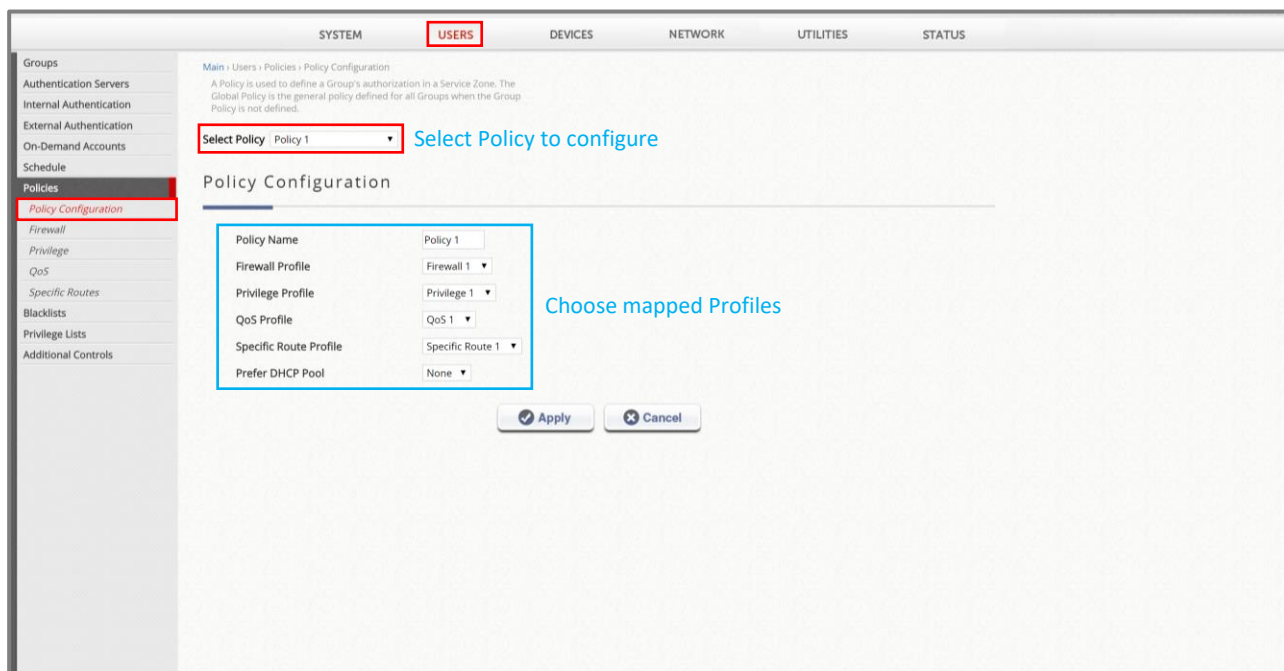 SYSTEM USERS DEVICES NETWORK UTILITIES STATUS
Groups
Authentication Servers
Internal Authentication
External Authentication
On-Demand Accounts
Schedule
Policies
Policy Configuration
Firewall
Privilege
QoS
Specific Routes
Blacklists
Privilege Lists
Additional Controls
Main › Users › Policies › Policy Configuration
A Policy is used to define a Group's authorization in a Service Zone. The
Global Policy is the general policy defined for all Groups when the Group
Policy is not defined.
Select Policy Policy 1 Select Policy to configure
Policy Configuration
Policy Name Policy 1
Firewall Profile Firewall 1
Privilege Profile Privilege 1
Choose mapped Profiles
QoS Profile QoS 1
Specific Route Profile Specific Route 1
Prefer DHCP Pool None
Apply Cancel